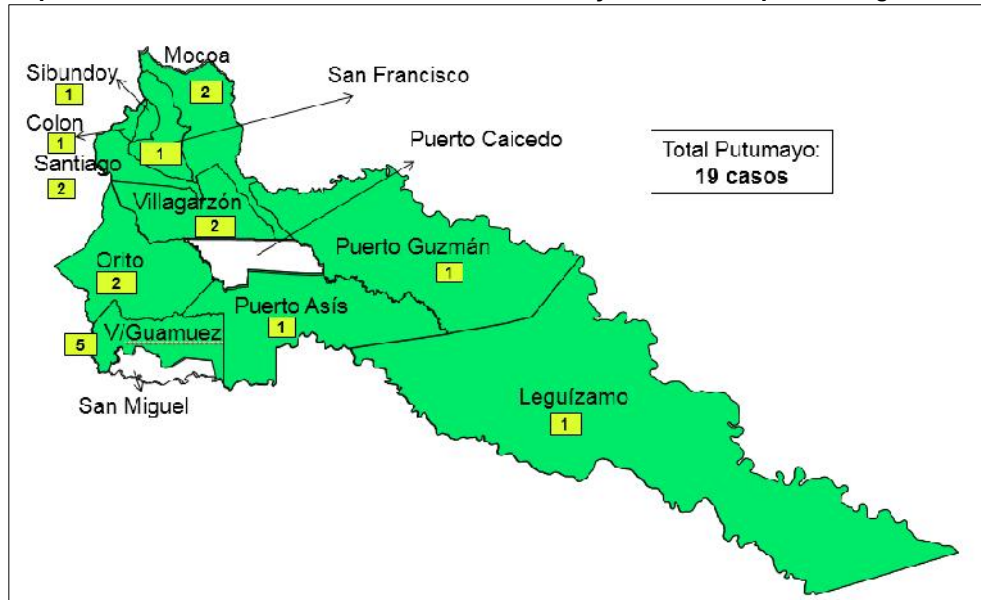 Mocoa
2
Sibundoy
1
San Francisco
Colon
1
1
Puerto Caicedo
Santiago
2
Total Putumayo:
19 casos
Villagarzón
2
Puerto Guzmán
1
Orito
2
Puerto Asís
1
V/Guamuez
5
San Miguel
Leguízamo
1